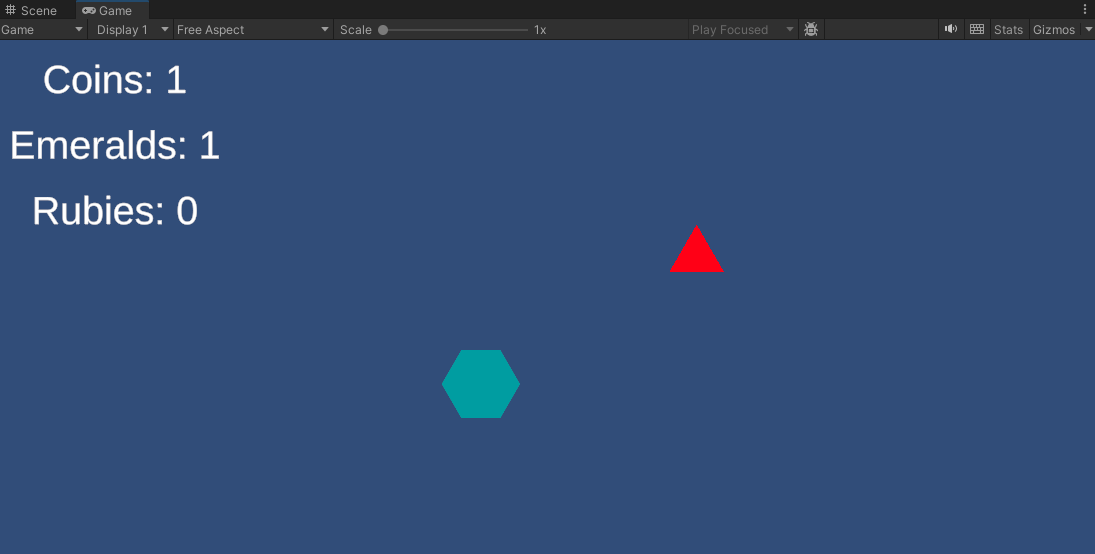 Scene Game
Game Display 1 Free Aspect Scale 1x Play Focused Stats Gizmos
Coins: 1
Emeralds: 1
Rubies: 0